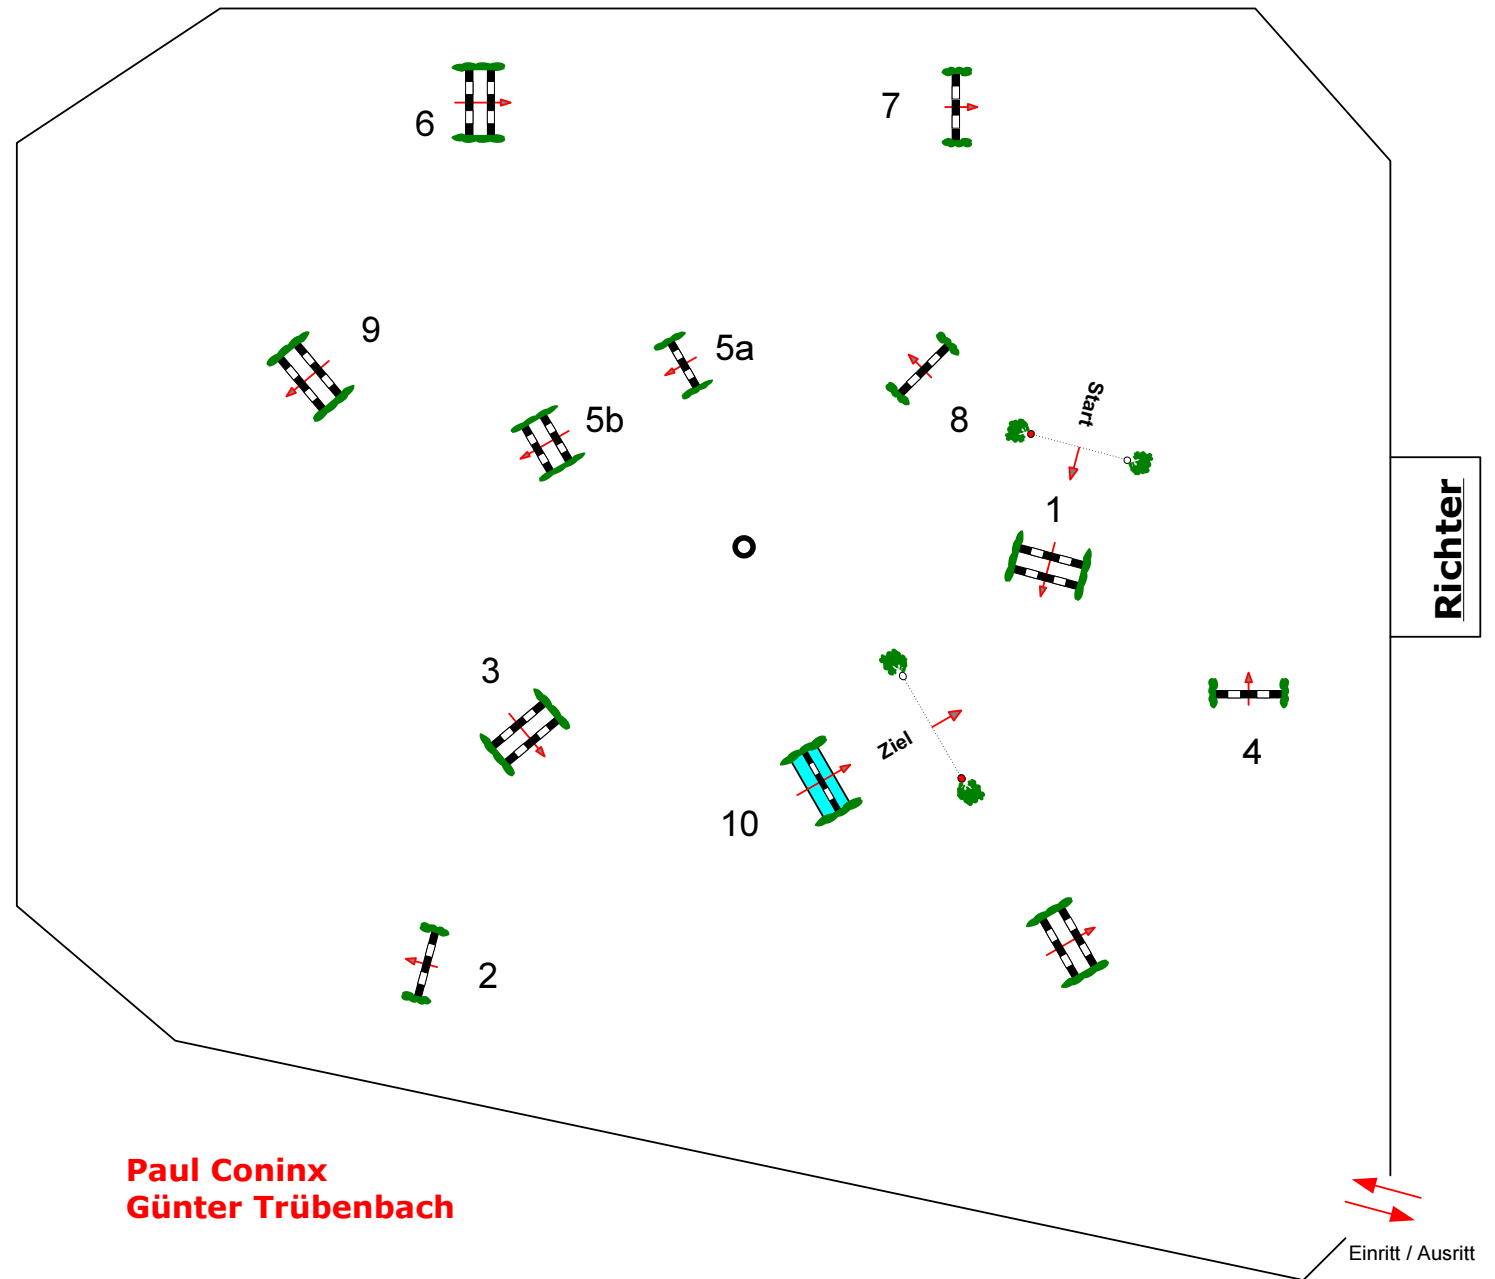 6
7
9
5a
5b
8
Start
1
Richter
3
Ziel
4
10
2
Paul Coninx
Günter Trübenbach
Einritt / Ausritt